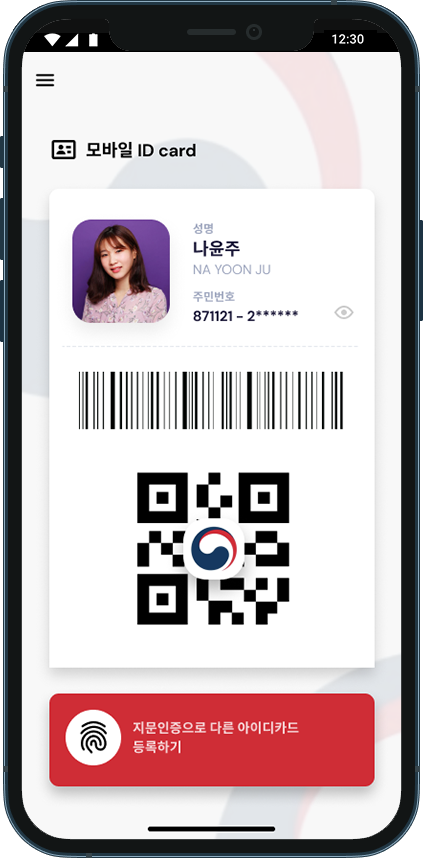 12:30
모바일 ID card
성명
나윤주
NA YOON JU
주민번호
871121 - 2******
지문인증으로 다른 아이디카드
등록하기